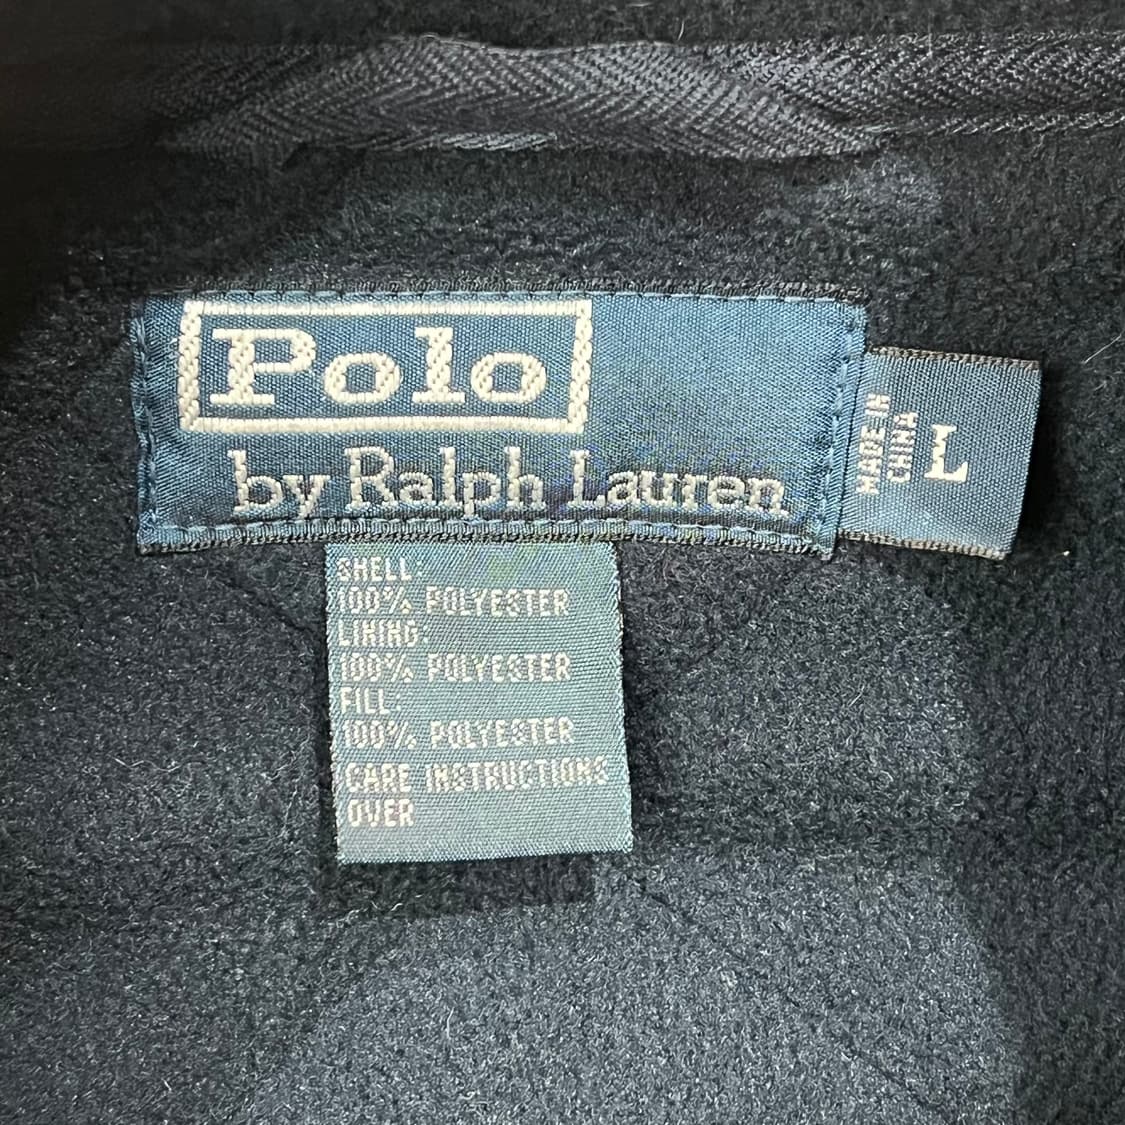 Polo
by Ralph Lauren
MADE IN
CHINA
L
SHELL:
100% POLYESTER
LINING:
100% POLYESTER
FILL:
100% POLYESTER
CARE INSTRUCTIONS
OVER